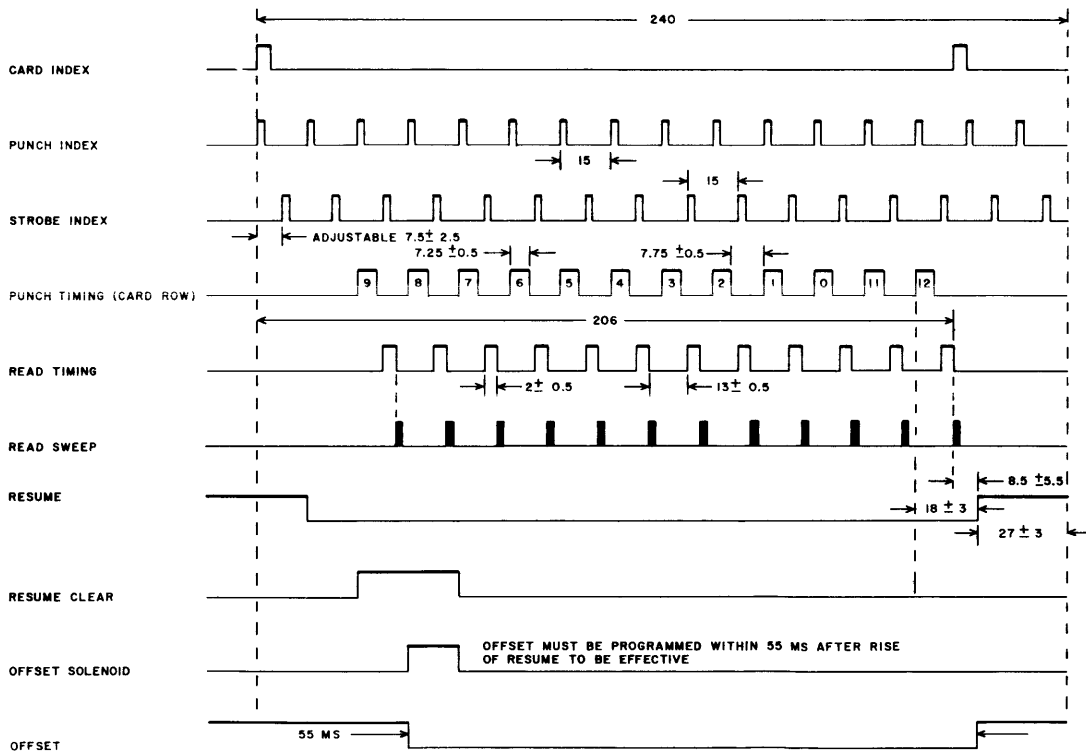 240
CARD INDEX
PUNCH INDEX
15
15
STROBE INDEX
ADJUSTABLE 7.5± 2.5
7.25 ±0.5
7.75 ±0.5
PUNCH TIMING (CARD ROW)
9 8 7 6 5 4 3 2 1 0 11 12
206
READ TIMING
2± 0.5
13± 0.5
READ SWEEP
8.5 ±5.5
RESUME
18 ± 3
27 ± 3
RESUME CLEAR
OFFSET MUST BE PROGRAMMED WITHIN 55 MS AFTER RISE
OF RESUME TO BE EFFECTIVE
OFFSET SOLENOID
55 MS
OFFSET